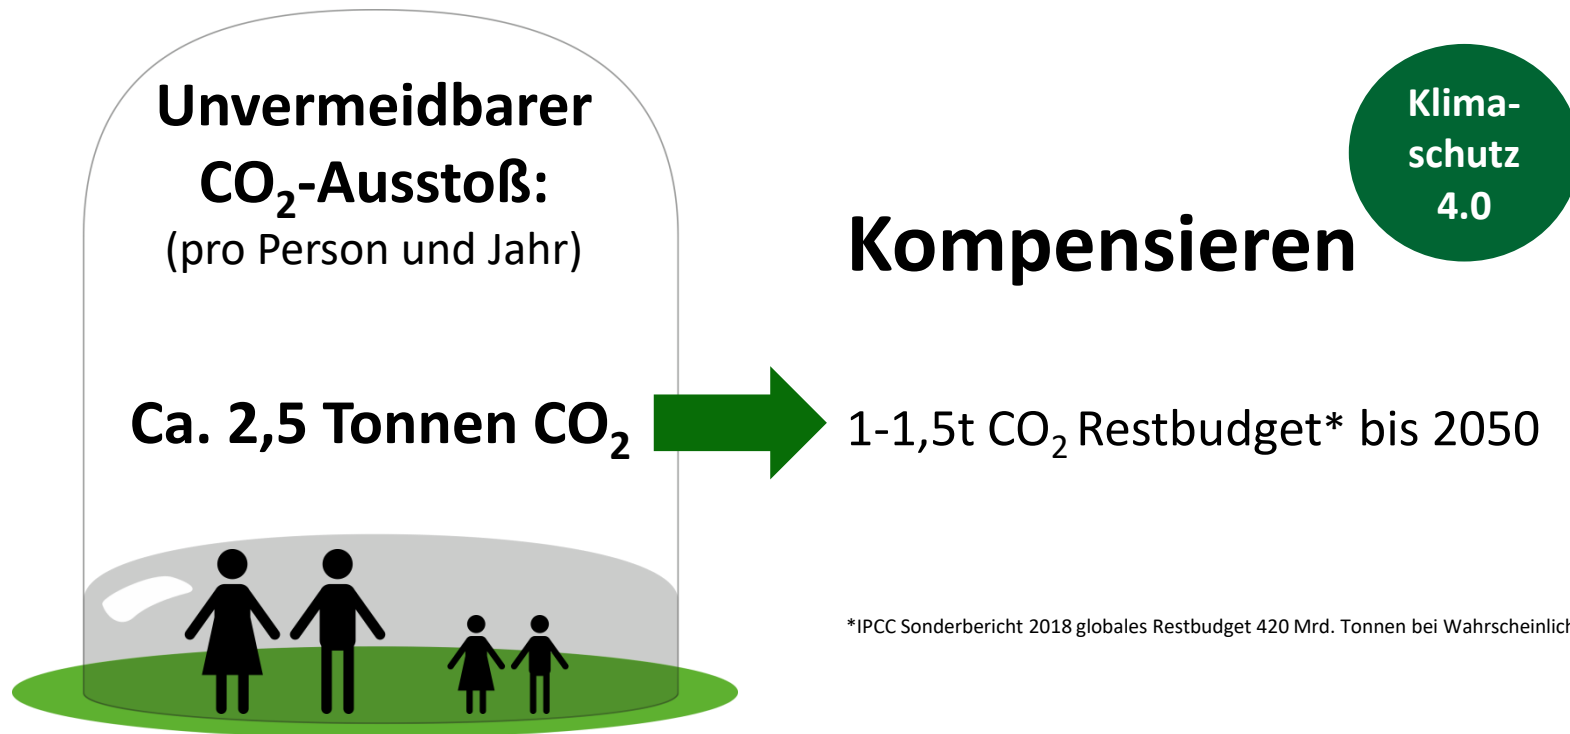 Unvermeidbarer
CO₂-Ausstoß:
(pro Person und Jahr)
Ca. 2,5 Tonnen CO₂
Klima-
schutz
4.0
Kompensieren
1-1,5t CO₂ Restbudget* bis 2050
*IPCC Sonderbericht 2018 globales Restbudget 420 Mrd. Tonnen bei